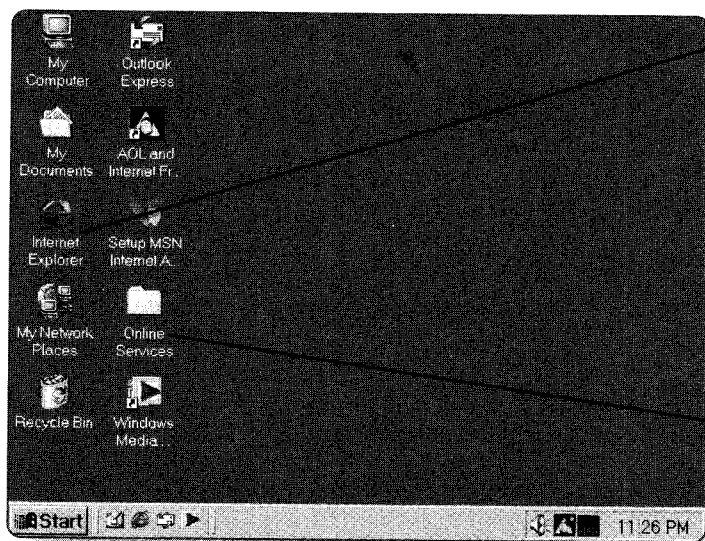 My
Computer
Outlook
Express
My
Documents
AOL and
Internet Fr..
Internet
Explorer
Setup MSN
Internet A..
My Network
Places
Online
Services
Recycle Bin
Windows
Media...
Start
11:26 PM